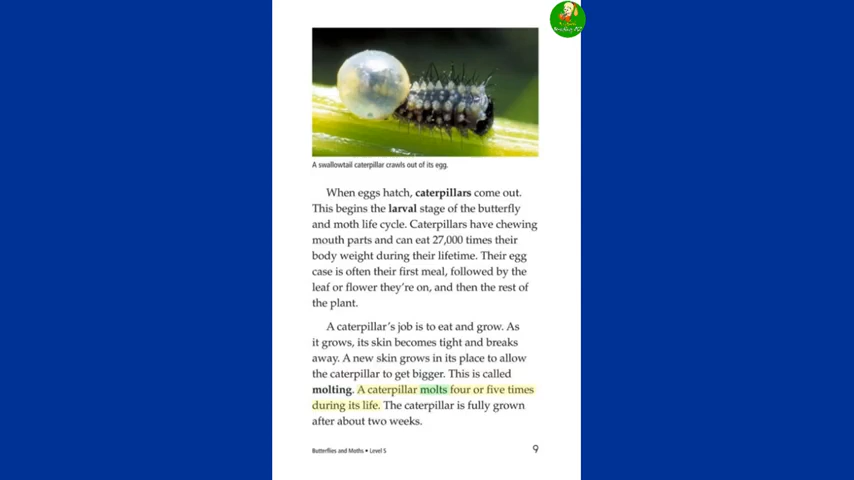 A swallowtail caterpillar crawls out of its egg.
When eggs hatch, caterpillars come out.
This begins the larval stage of the butterfly
and moth life cycle. Caterpillars have chewing
mouth parts and can eat 27,000 times their
body weight during their lifetime. Their egg
case is often their first meal, followed by the
leaf or flower they're on, and then the rest of
the plant.
A caterpillar's job is to eat and grow. As
it grows, its skin becomes tight and breaks
away. A new skin grows in its place to allow
the caterpillar to get bigger. This is called
molting. A caterpillar molts four or five times
during its life. The caterpillar is fully grown
after about two weeks.
Butterflies and Moths • Level S
9